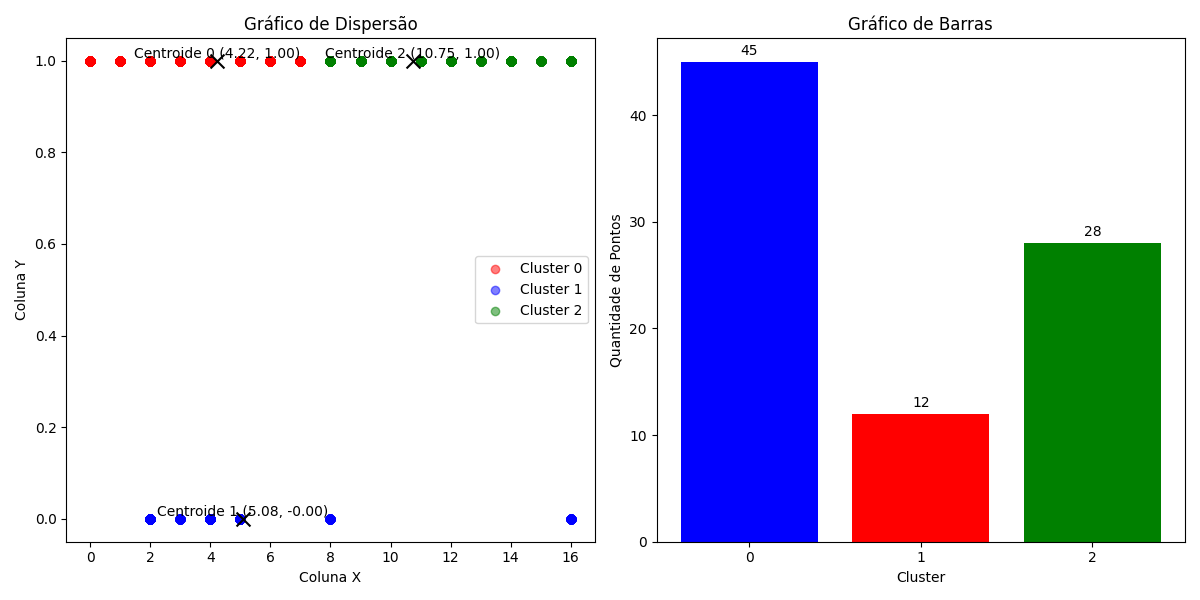 Gráfico de Dispersão
Centroide 0 (4.22, 1.00)
Centroide 2 (10.75, 1.00)
Centroide 1 (5.08, -0.00)
Cluster 0
Cluster 1
Cluster 2
Coluna Y
1.0
0.8
0.6
0.4
0.2
0.0
0 2 4 6 8 10 12 14 16
Coluna X
Gráfico de Barras
45
12
28
Quantidade de Pontos
40
30
20
10
0
0 1 2
Cluster